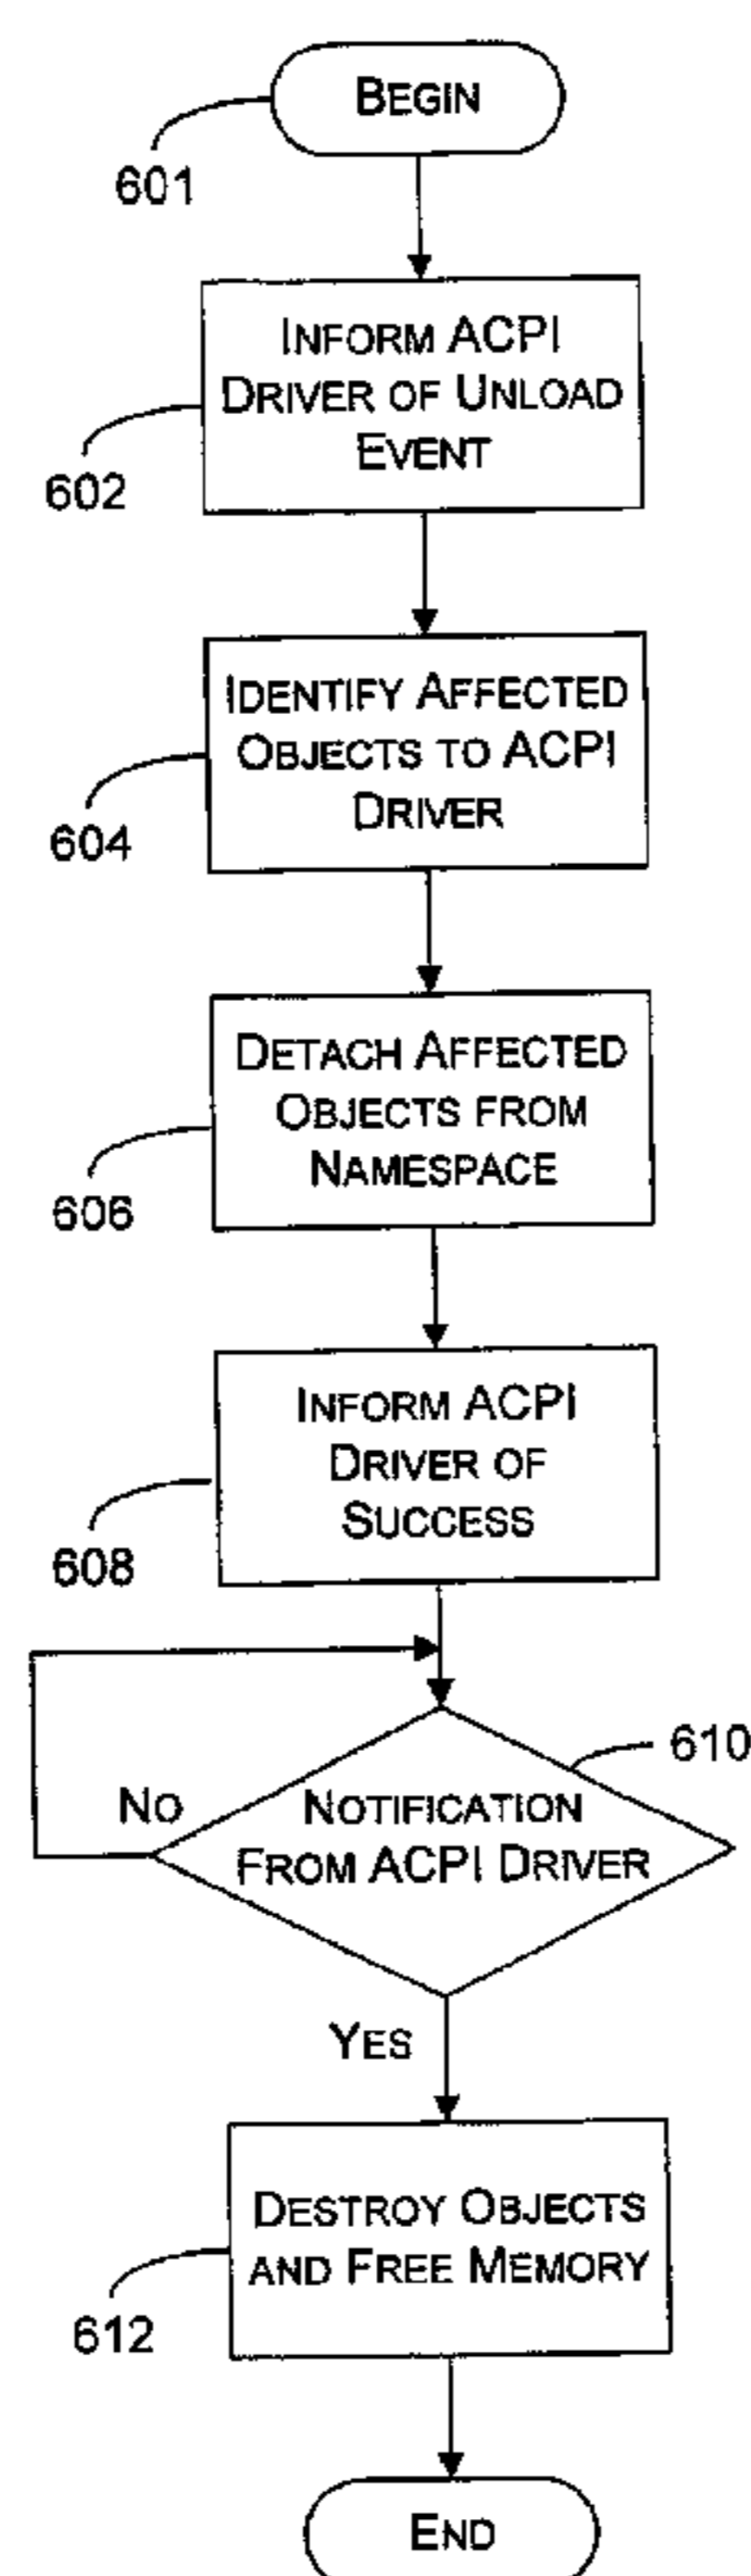 BEGIN
601
INFORM ACPI
DRIVER OF UNLOAD
EVENT
602
IDENTIFY AFFECTED
OBJECTS TO ACPI
DRIVER
604
DETACH AFFECTED
OBJECTS FROM
NAMESPACE
606
INFORM ACPI
DRIVER OF
SUCCESS
608
610
NO
NOTIFICATION
FROM ACPI DRIVER
YES
DESTROY OBJECTS
AND FREE MEMORY
612
END